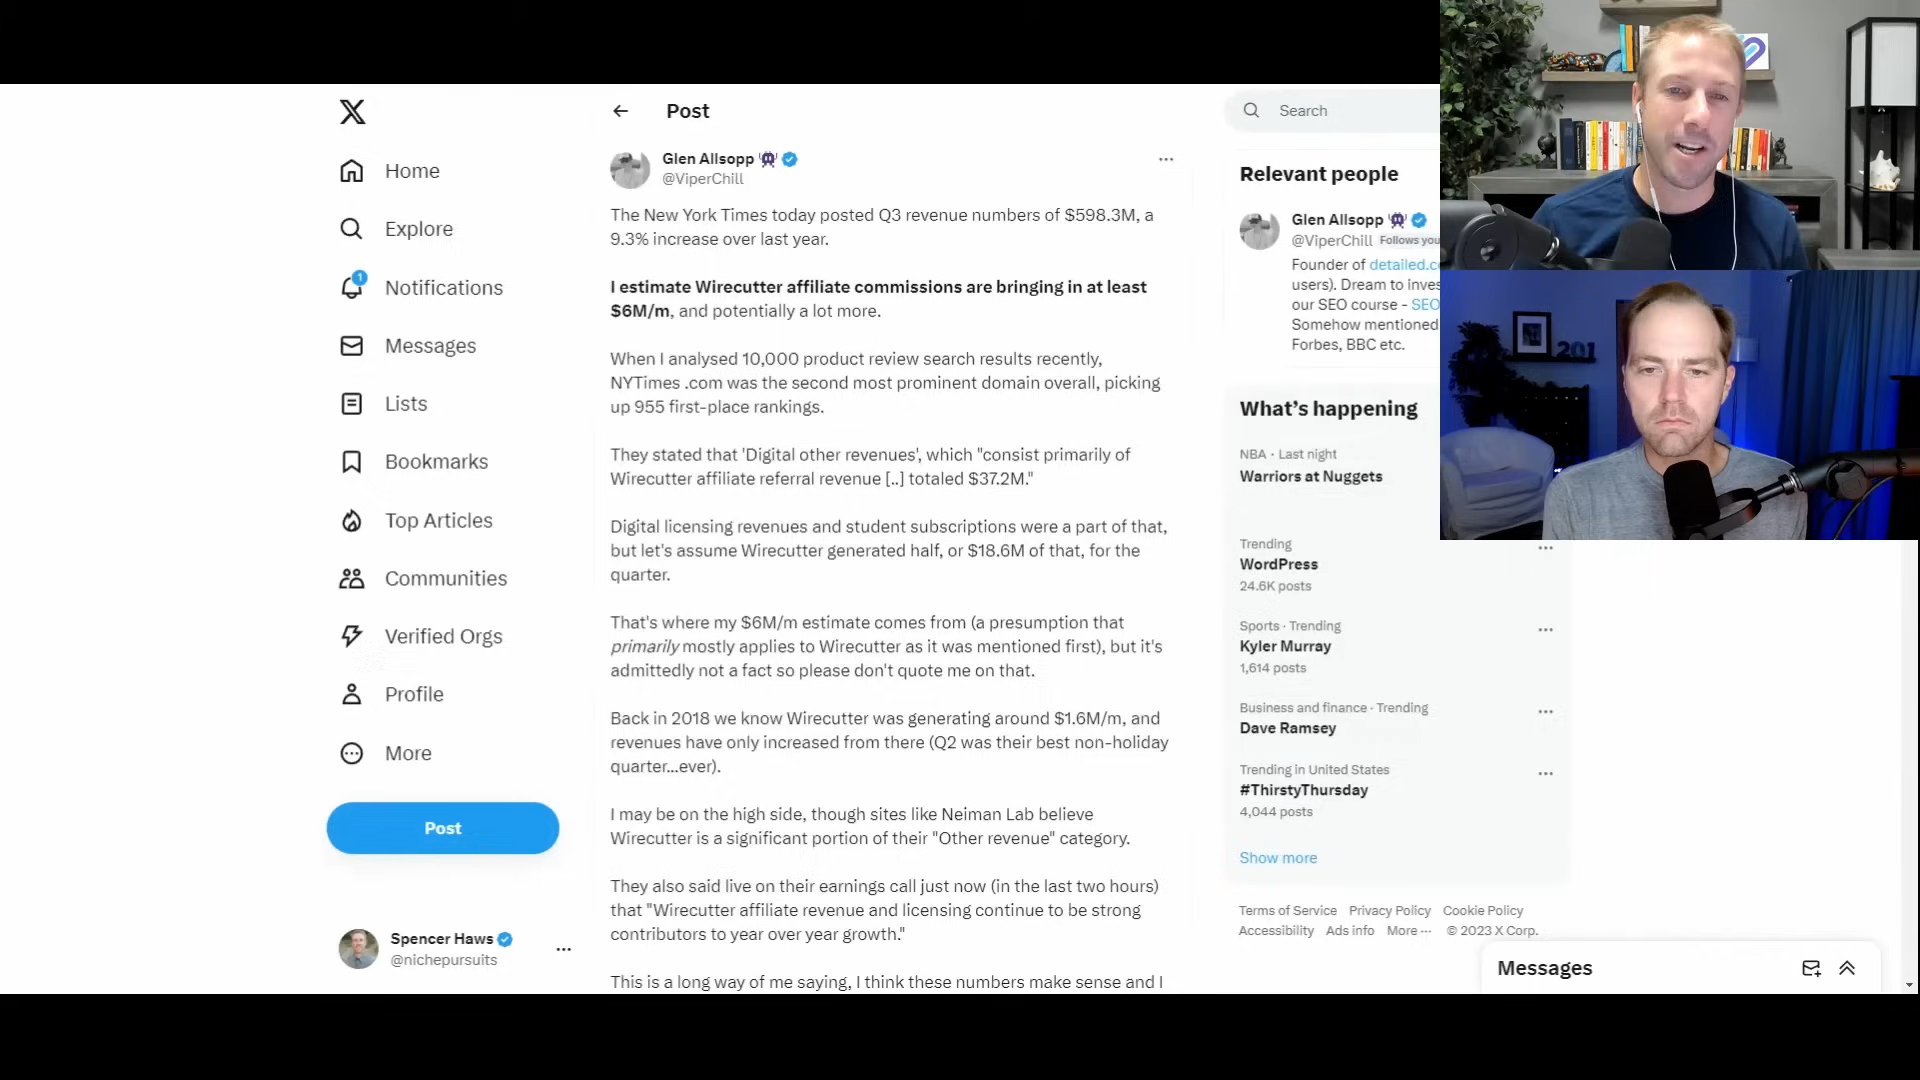 Home
Explore
1
Notifications
Messages
Lists
Bookmarks
Top Articles
Communities
Verified Orgs
Profile
More
Post
Spencer Haws
@nichepursuits
Post
Glen Allsopp
@ViperChill
The New York Times today posted Q3 revenue numbers of $598.3M, a
9.3% increase over last year.
I estimate Wirecutter affiliate commissions are bringing in at least
$6M/m, and potentially a lot more.
When I analysed 10,000 product review search results recently,
NYTimes .com was the second most prominent domain overall, picking
up 955 first-place rankings.
They stated that 'Digital other revenues', which "consist primarily of
Wirecutter affiliate referral revenue [..] totaled $37.2M."
Digital licensing revenues and student subscriptions were a part of that,
but let's assume Wirecutter generated half, or $18.6M of that, for the
quarter.
That's where my $6M/m estimate comes from (a presumption that
primarily mostly applies to Wirecutter as it was mentioned first), but it's
admittedly not a fact so please don't quote me on that.
Back in 2018 we know Wirecutter was generating around $1.6M/m, and
revenues have only increased from there (Q2 was their best non-holiday
quarter...ever).
I may be on the high side, though sites like Neiman Lab believe
Wirecutter is a significant portion of their "Other revenue" category.
They also said live on their earnings call just now (in the last two hours)
that "Wirecutter affiliate revenue and licensing continue to be strong
contributors to year over year growth."
This is a long way of me saying, I think these numbers make sense and I
Search
Relevant people
Glen Allsopp
@ViperChill Follows you
Founder of detailed.c
users). Dream to inves
our SEO course - SEO
Somehow mentioned
Forbes, BBC etc.
What's happening
NBA · Last night
Warriors at Nuggets
Trending
WordPress
24.6K posts
Sports · Trending
Kyler Murray
1,614 posts
Business and finance · Trending
Dave Ramsey
Trending in United States
#ThirstyThursday
4,044 posts
Show more
Terms of Service Privacy Policy Cookie Policy
Accessibility Ads info More ··· © 2023 X Corp.
Messages
201